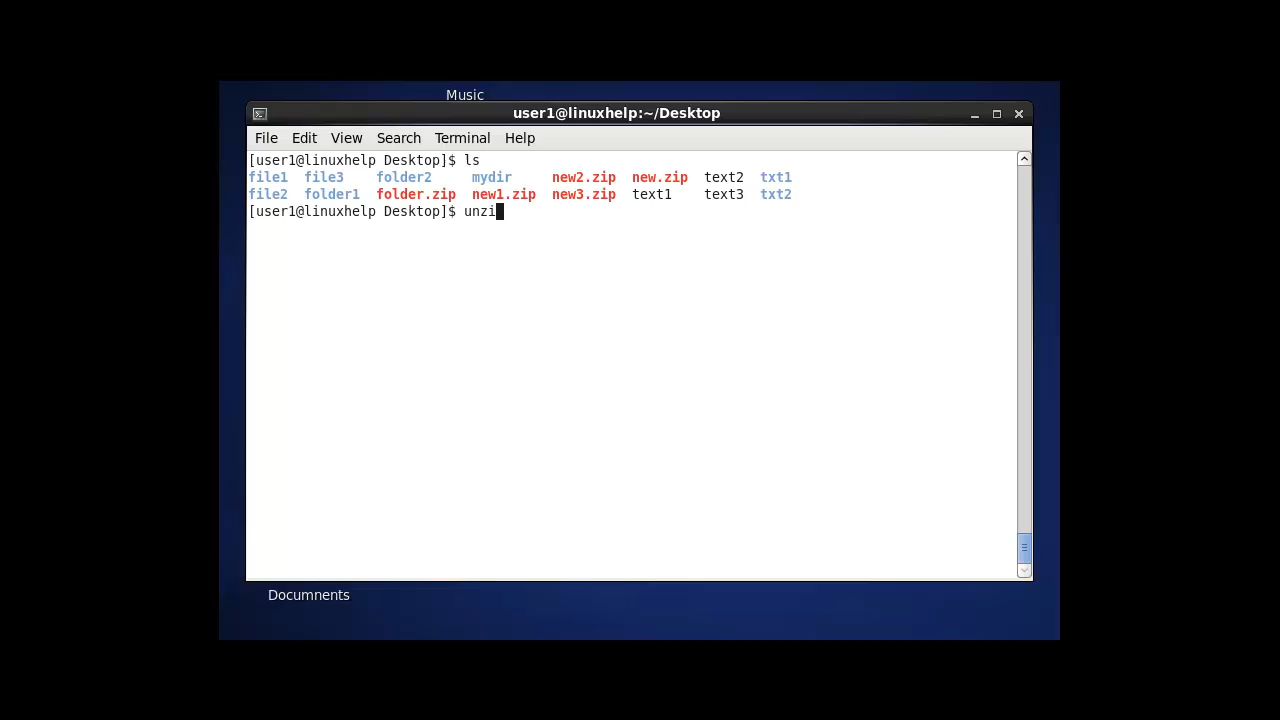 Music
user1@linuxhelp:~/Desktop
File Edit View Search Terminal Help
[user1@linuxhelp Desktop]$ ls
file1 file3 folder2 mydir new2.zip new.zip text2 txt1
file2 folder1 folder.zip new1.zip new3.zip text1 text3 txt2
[user1@linuxhelp Desktop]$ unzi
Documnents